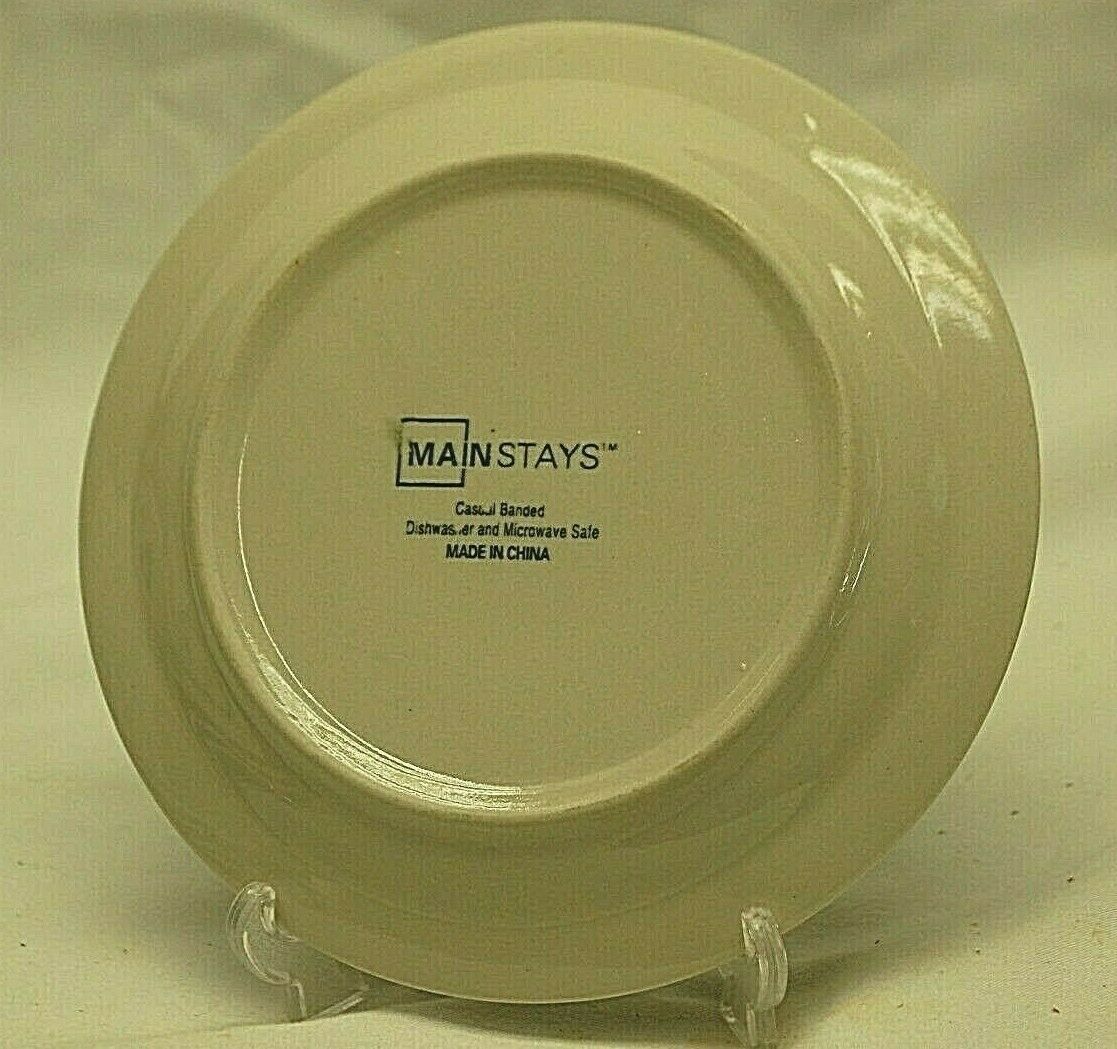 MAINSTAYS™
Casual Banded
Dishwasher and Microwave Safe
MADE IN CHINA